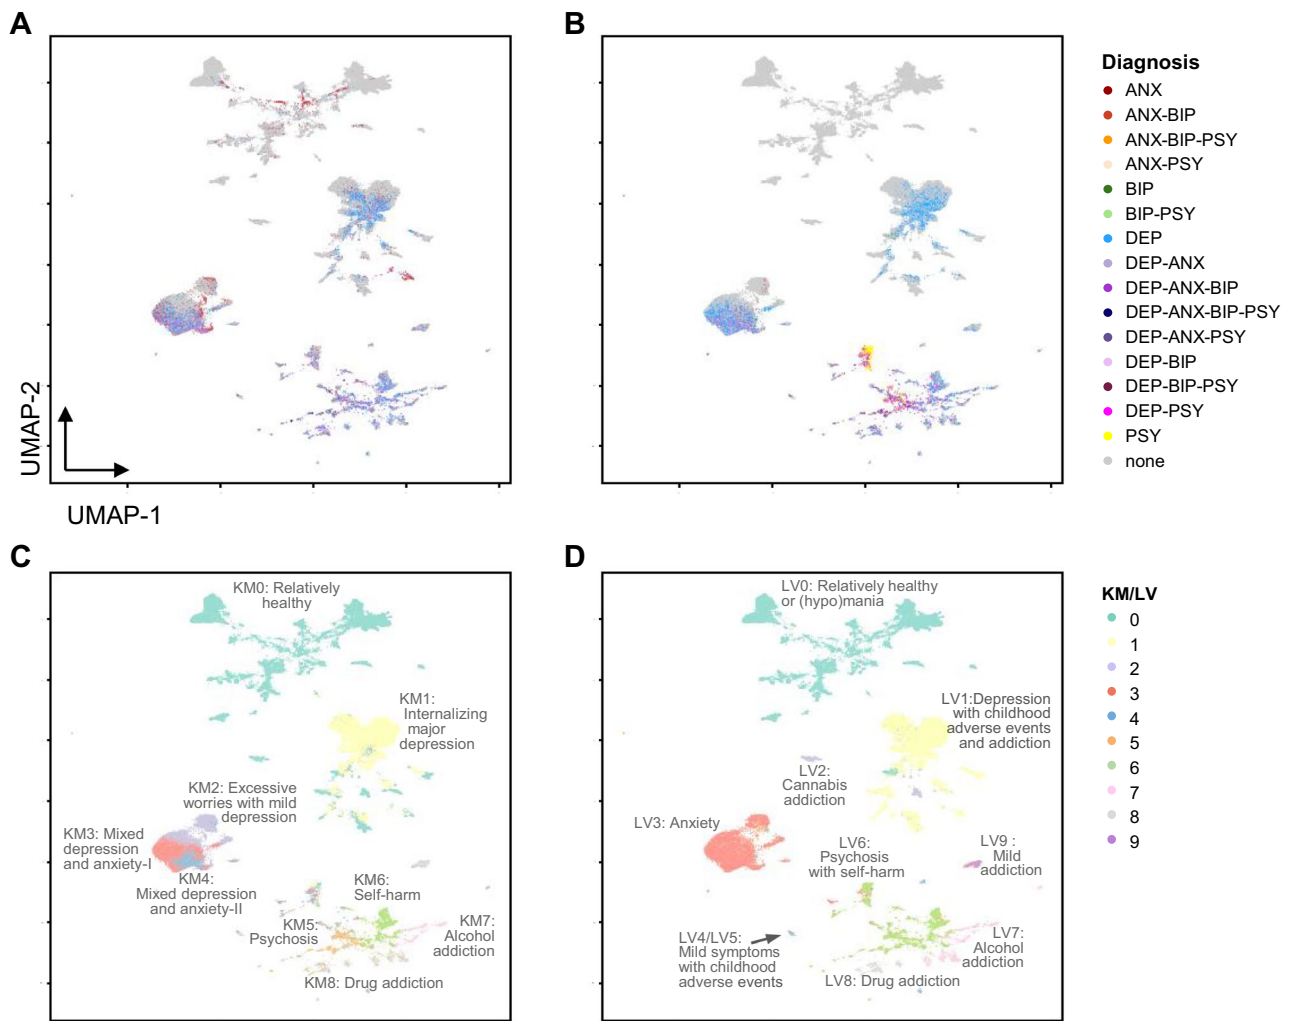 A
B
Diagnosis
ANX
ANX-BIP
ANX-BIP-PSY
ANX-PSY
BIP
BIP-PSY
DEP
DEP-ANX
DEP-ANX-BIP
DEP-ANX-BIP-PSY
DEP-ANX-PSY
DEP-BIP
DEP-BIP-PSY
DEP-PSY
PSY
none
UMAP-2
UMAP-1
C
KM0: Relatively
healthy
KM1:
Internalizing
major
depression
KM2: Excessive
worries with mild
depression
KM3: Mixed
depression
and anxiety-I
KM4:
Mixed depression
and anxiety-II
KM6:
Self-harm
KM5:
Psychosis
KM7:
Alcohol
addiction
KM8: Drug addiction
D
LV0: Relatively healthy
or (hypo)mania
LV1:Depression
with childhood
adverse events
and addiction
LV2:
Cannabis
addiction
LV3: Anxiety
LV6:
Psychosis
with self-harm
LV9 :
Mild
addiction
LV4/LV5:
Mild symptoms
with childhood
adverse events
LV7:
Alcohol
addiction
LV8: Drug addiction
KM/LV
0
1
2
3
4
5
6
7
8
9